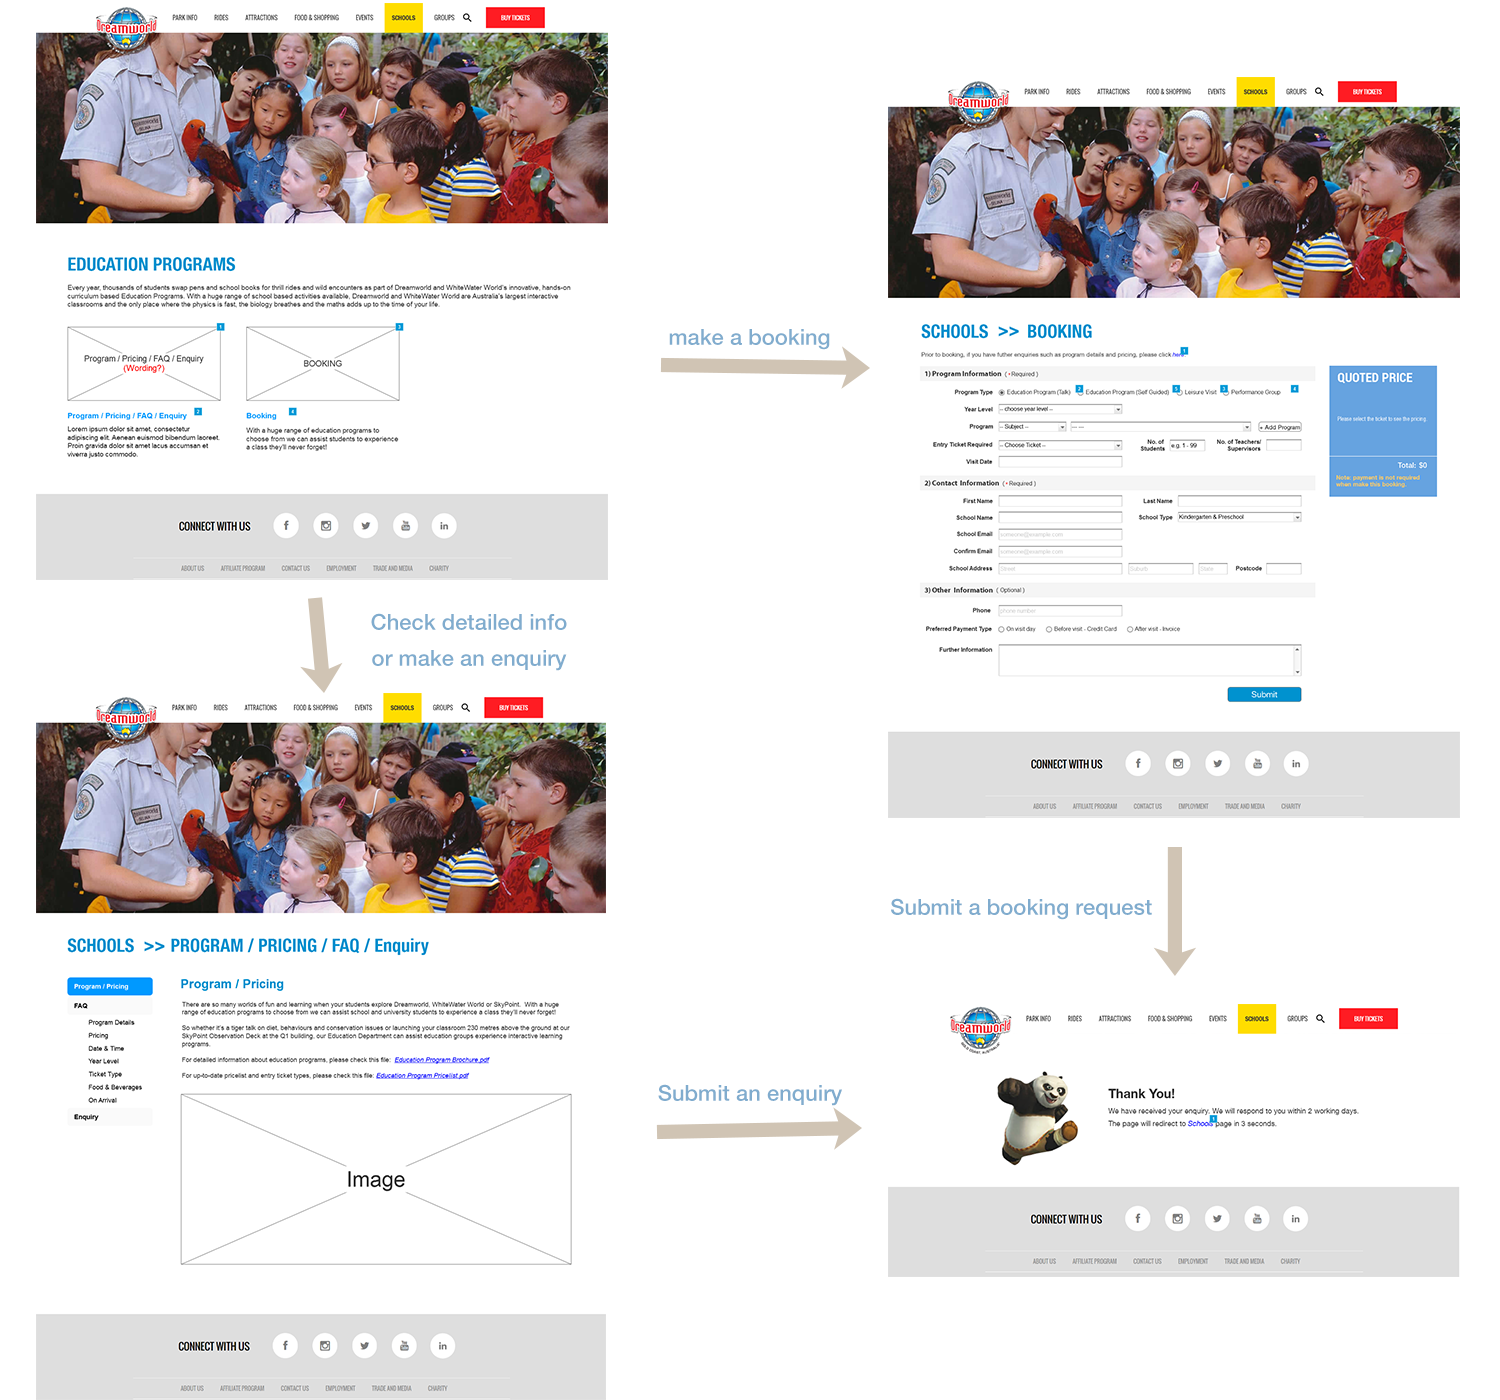 Dreamworld
PARK INFO RIDES ATTRACTIONS FOOD & SHOPPING EVENTS SCHOOLS GROUPS BUY TICKETS
EDUCATION PROGRAMS
Every year, thousands of students swap pens and school books for thrill rides and wild encounters as part of Dreamworld and WhiteWater World's innovative, hands-on
curriculum based Education Programs. With a huge range of school based activities available, Dreamworld and WhiteWater World are Australia's largest interactive
classrooms and the only place where the physics is fast, the biology breathes and the maths adds up to the time of your life.
1
Program / Pricing / FAQ / Enquiry
(Wording?)
3
BOOKING
Program / Pricing / FAQ / Enquiry 2
Lorem ipsum dolor sit amet, consectetur
adipiscing elit. Aenean euismod bibendum laoreet.
Proin gravida dolor sit amet lacus accumsan et
viverra justo commodo.
Booking 4
With a huge range of education programs to
choose from we can assist students to experience
a class they'll never forget!
CONNECT WITH US
ABOUT US AFFILIATE PROGRAM CONTACT US EMPLOYMENT TRADE AND MEDIA CHARITY
make a booking
Check detailed info
or make an enquiry
Dreamworld
PARK INFO RIDES ATTRACTIONS FOOD & SHOPPING EVENTS SCHOOLS GROUPS BUY TICKETS
SCHOOLS >> BOOKING
Prior to booking, if you have futher enquiries such as program details and pricing, please click here 1
1) Program Information ( * Required )
Program Type Education Program (Talk) 2 Education Program (Self Guided) Leisure Visit 3 Performance Group 4
Year Level -- choose year level --
Program -- Subject -- -- --- + Add Program
Entry Ticket Required -- Choose Ticket -- No. of Students e.g. 1 - 99 No. of Teachers/ Supervisors
Visit Date
2) Contact Information ( * Required )
First Name Last Name
School Name School Type Kindergarten & Preschool
School Email someone@example.com
Confirm Email someone@example.com
School Address Street Suburb State Postcode
3) Other Information ( Optional )
Phone phone number
Preferred Payment Type On visit day Before visit - Credit Card After visit - Invoice
Further Information
Submit
QUOTED PRICE
Please select the ticket to see the pricing.
Total: $0
Note: payment is not required
when make this booking.
CONNECT WITH US
ABOUT US AFFILIATE PROGRAM CONTACT US EMPLOYMENT TRADE AND MEDIA CHARITY
Dreamworld
PARK INFO RIDES ATTRACTIONS FOOD & SHOPPING EVENTS SCHOOLS GROUPS BUY TICKETS
SCHOOLS >> PROGRAM / PRICING / FAQ / Enquiry
Program / Pricing
FAQ
Program Details
Pricing
Date & Time
Year Level
Ticket Type
Food & Beverages
On Arrival
Enquiry
Program / Pricing
There are so many worlds of fun and learning when your students explore Dreamworld, WhiteWater World or SkyPoint. With a huge
range of education programs to choose from we can assist school and university students to experience a class they'll never forget!
So whether it's a tiger talk on diet, behaviours and conservation issues or launching your classroom 230 metres above the ground at our
SkyPoint Observation Deck at the Q1 building, our Education Department can assist education groups experience interactive learning
programs.
For detailed information about education programs, please check this file: Education Program Brochure.pdf
For up-to-date pricelist and entry ticket types, please check this file: Education Program Pricelist.pdf
Image
CONNECT WITH US
ABOUT US AFFILIATE PROGRAM CONTACT US EMPLOYMENT TRADE AND MEDIA CHARITY
Submit a booking request
Submit an enquiry
Dreamworld
PARK INFO RIDES ATTRACTIONS FOOD & SHOPPING EVENTS SCHOOLS GROUPS BUY TICKETS
Thank You!
We have received your enquiry. We will respond to you within 2 working days.
The page will redirect to Schools 1 page in 3 seconds.
CONNECT WITH US
ABOUT US AFFILIATE PROGRAM CONTACT US EMPLOYMENT TRADE AND MEDIA CHARITY